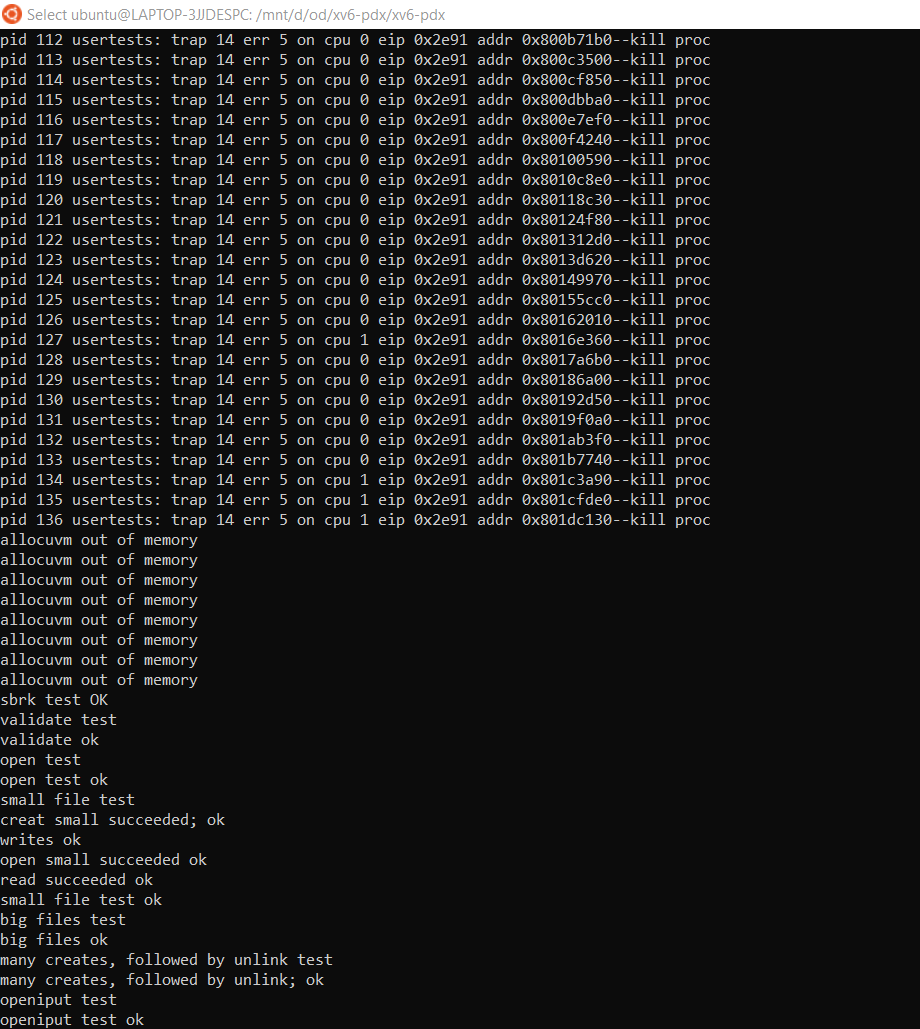 Select ubuntu@LAPTOP-3JJDESPC: /mnt/d/od/xv6-pdx/xv6-pdx
pid 112 usertests: trap 14 err 5 on cpu 0 eip 0x2e91 addr 0x800b71b0--kill proc
pid 113 usertests: trap 14 err 5 on cpu 0 eip 0x2e91 addr 0x800c3500--kill proc
pid 114 usertests: trap 14 err 5 on cpu 0 eip 0x2e91 addr 0x800cf850--kill proc
pid 115 usertests: trap 14 err 5 on cpu 0 eip 0x2e91 addr 0x800dbba0--kill proc
pid 116 usertests: trap 14 err 5 on cpu 0 eip 0x2e91 addr 0x800e7ef0--kill proc
pid 117 usertests: trap 14 err 5 on cpu 0 eip 0x2e91 addr 0x800f4240--kill proc
pid 118 usertests: trap 14 err 5 on cpu 0 eip 0x2e91 addr 0x80100590--kill proc
pid 119 usertests: trap 14 err 5 on cpu 0 eip 0x2e91 addr 0x8010c8e0--kill proc
pid 120 usertests: trap 14 err 5 on cpu 0 eip 0x2e91 addr 0x80118c30--kill proc
pid 121 usertests: trap 14 err 5 on cpu 0 eip 0x2e91 addr 0x80124f80--kill proc
pid 122 usertests: trap 14 err 5 on cpu 0 eip 0x2e91 addr 0x801312d0--kill proc
pid 123 usertests: trap 14 err 5 on cpu 0 eip 0x2e91 addr 0x8013d620--kill proc
pid 124 usertests: trap 14 err 5 on cpu 0 eip 0x2e91 addr 0x80149970--kill proc
pid 125 usertests: trap 14 err 5 on cpu 0 eip 0x2e91 addr 0x80155cc0--kill proc
pid 126 usertests: trap 14 err 5 on cpu 0 eip 0x2e91 addr 0x80162010--kill proc
pid 127 usertests: trap 14 err 5 on cpu 1 eip 0x2e91 addr 0x8016e360--kill proc
pid 128 usertests: trap 14 err 5 on cpu 0 eip 0x2e91 addr 0x8017a6b0--kill proc
pid 129 usertests: trap 14 err 5 on cpu 0 eip 0x2e91 addr 0x80186a00--kill proc
pid 130 usertests: trap 14 err 5 on cpu 0 eip 0x2e91 addr 0x80192d50--kill proc
pid 131 usertests: trap 14 err 5 on cpu 0 eip 0x2e91 addr 0x8019f0a0--kill proc
pid 132 usertests: trap 14 err 5 on cpu 0 eip 0x2e91 addr 0x801ab3f0--kill proc
pid 133 usertests: trap 14 err 5 on cpu 0 eip 0x2e91 addr 0x801b7740--kill proc
pid 134 usertests: trap 14 err 5 on cpu 1 eip 0x2e91 addr 0x801c3a90--kill proc
pid 135 usertests: trap 14 err 5 on cpu 1 eip 0x2e91 addr 0x801cfde0--kill proc
pid 136 usertests: trap 14 err 5 on cpu 1 eip 0x2e91 addr 0x801dc130--kill proc
allocuvm out of memory
allocuvm out of memory
allocuvm out of memory
allocuvm out of memory
allocuvm out of memory
allocuvm out of memory
allocuvm out of memory
allocuvm out of memory
sbrk test OK
validate test
validate ok
open test
open test ok
small file test
creat small succeeded; ok
writes ok
open small succeeded ok
read succeeded ok
small file test ok
big files test
big files ok
many creates, followed by unlink test
many creates, followed by unlink; ok
openiput test
openiput test ok